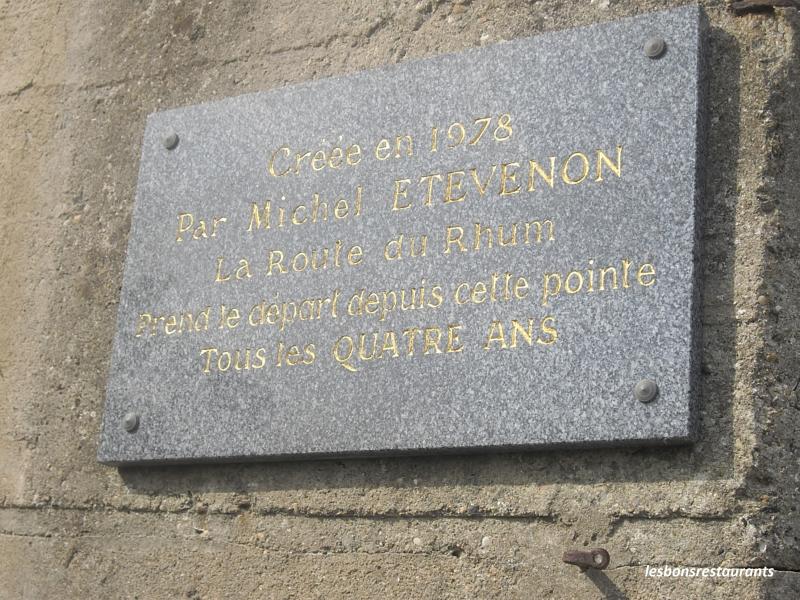 Créée en 1978
Par Michel ETEVENON
La Route du Rhum
Prend le départ depuis cette pointe
Tous les QUATRE ANS
lesbonsrestaurants